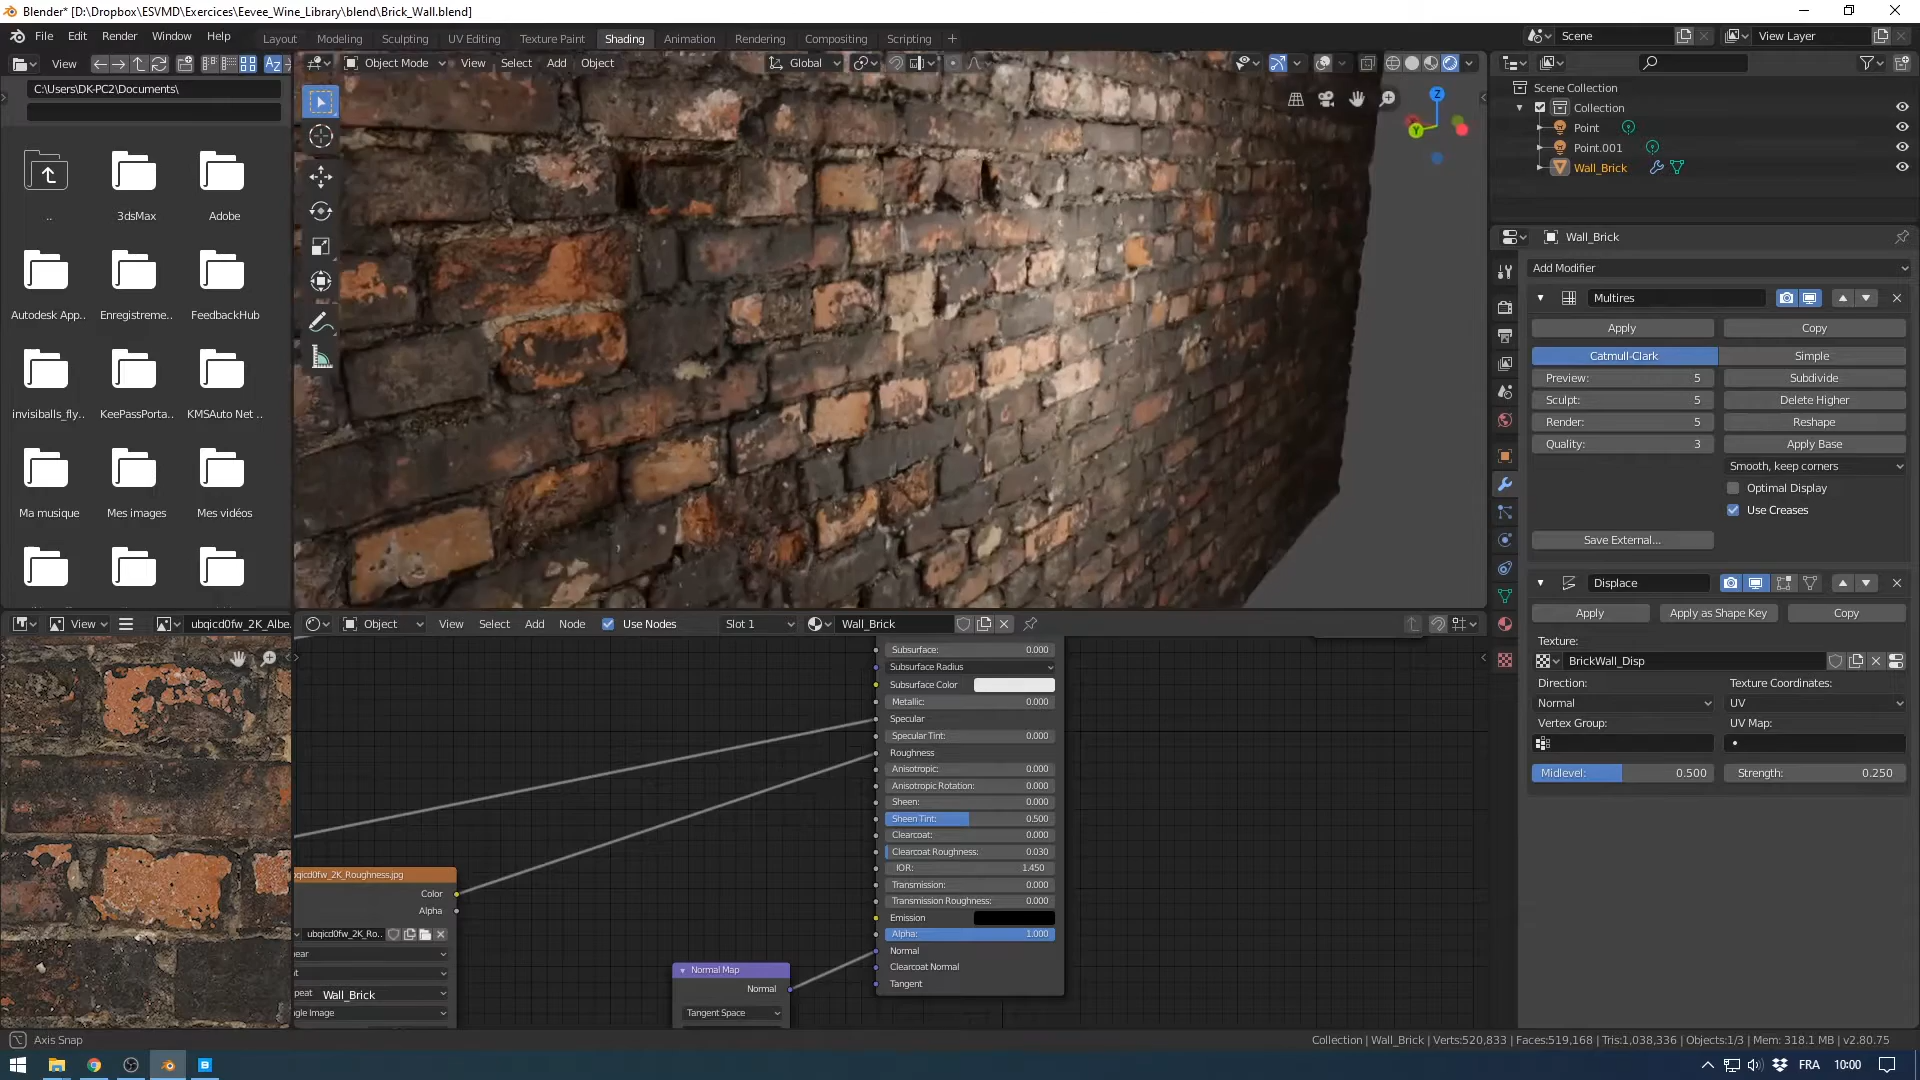 Blender* [D:\Dropbox\ESVMD\Exercices\Eevee_Wine_Library\blend\Brick_Wall.blend]
File Edit Render Window Help
Layout Modeling Sculpting UV Editing Texture Paint Shading Animation Rendering Compositing Scripting +
Scene
View Layer
View
C:\Users\DK-PC2\Documents\
..
3dsMax
Adobe
Autodesk App..
Enregistreme..
FeedbackHub
invisiballs_fly..
KeePassPorta..
KMSAuto Net ..
Ma musique
Mes images
Mes vidéos
Object Mode View Select Add Object
Global
Z
Y
Scene Collection
Collection
Point
Point.001
Wall_Brick
Wall_Brick
Add Modifier
Multires
Apply
Copy
Catmull-Clark
Simple
Preview: 5
Subdivide
Sculpt: 5
Delete Higher
Render: 5
Reshape
Quality: 3
Apply Base
Smooth, keep corners
Optimal Display
Use Creases
Save External...
Displace
Apply
Apply as Shape Key
Copy
Texture:
BrickWall_Disp
Direction:
Texture Coordinates:
Normal
UV
Vertex Group:
UV Map:
Midlevel: 0.500
Strength: 0.250
View
ubqicd0fw_2K_Albe.
Object View Select Add Node Use Nodes Slot 1
Wall_Brick
Subsurface: 0.000
Subsurface Radius
Subsurface Color
Metallic: 0.000
Specular
Specular Tint: 0.000
Roughness
Anisotropic: 0.000
Anisotropic Rotation: 0.000
Sheen: 0.000
Sheen Tint: 0.500
Clearcoat: 0.000
Clearcoat Roughness: 0.030
IOR: 1.450
Transmission: 0.000
Transmission Roughness: 0.000
Emission
Alpha: 1.000
Normal
Clearcoat Normal
Tangent
qicd0fw_2K_Roughness.jpg
Color
Alpha
ubqicd0fw_2K_Ro..
near
at
peat
Wall_Brick
gle Image
Normal Map
Normal
Tangent Space
Axis Snap
Collection | Wall_Brick | Verts:520,833 | Faces:519,168 | Tris:1,038,336 | Objects:1/3 | Mem: 318.1 MB | v2.80.75
FRA 10:00